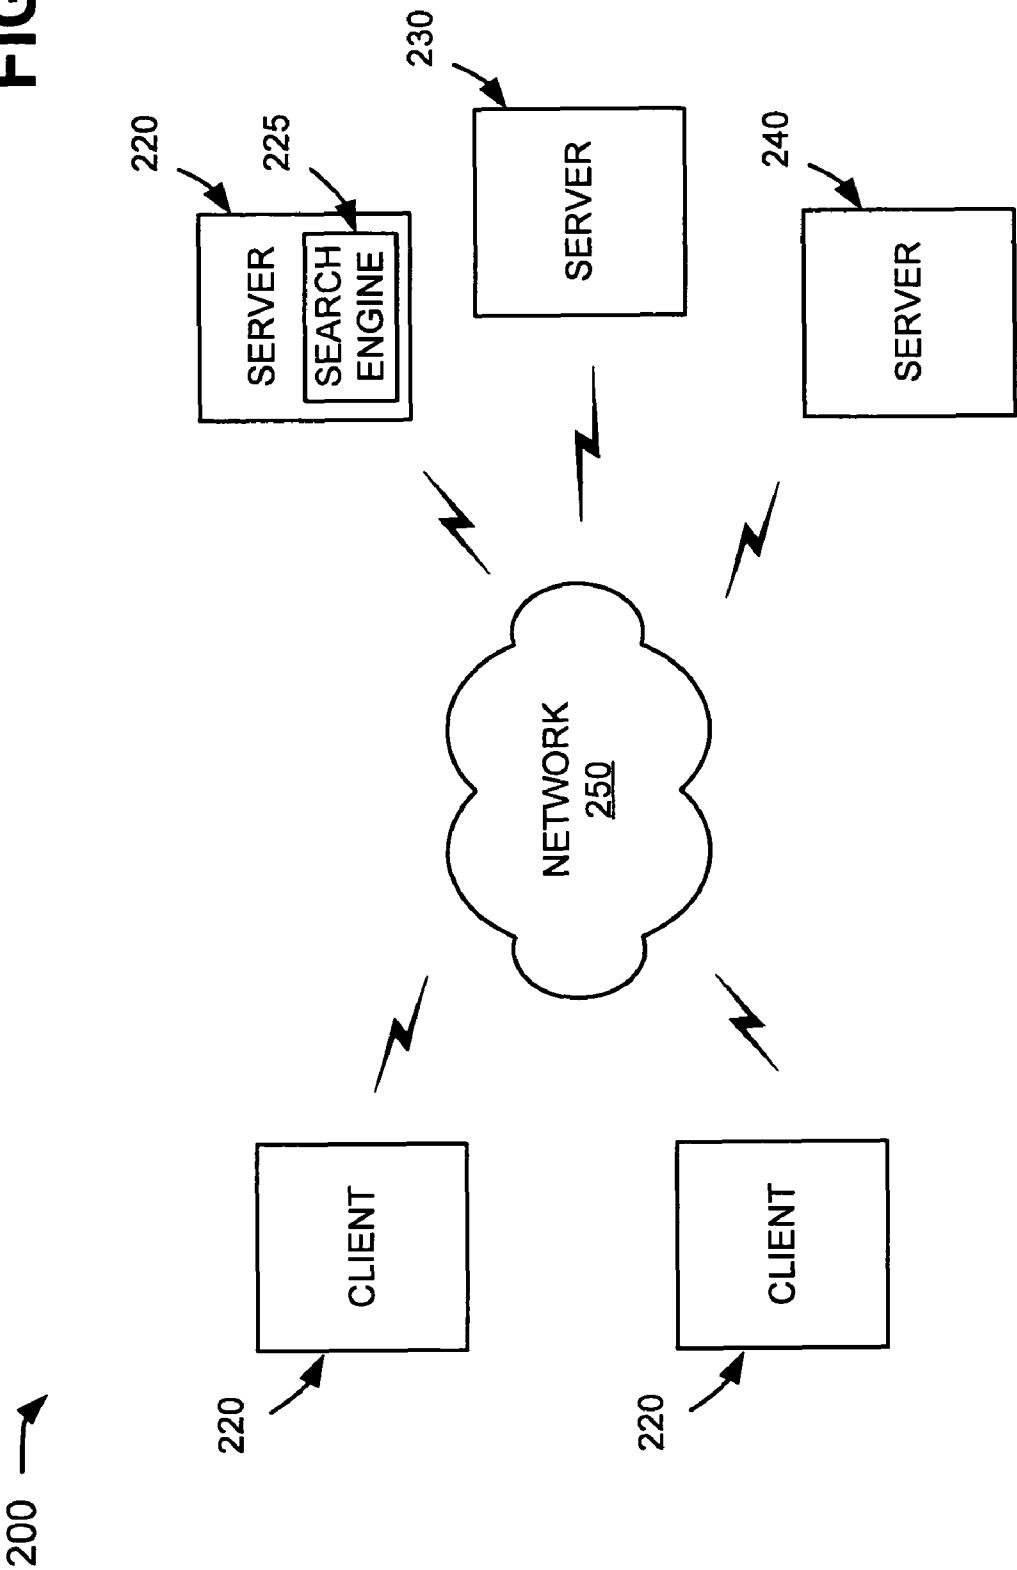 FIG
200
220
CLIENT
220
CLIENT
NETWORK
250
220
SERVER
225
SEARCH
ENGINE
230
SERVER
240
SERVER